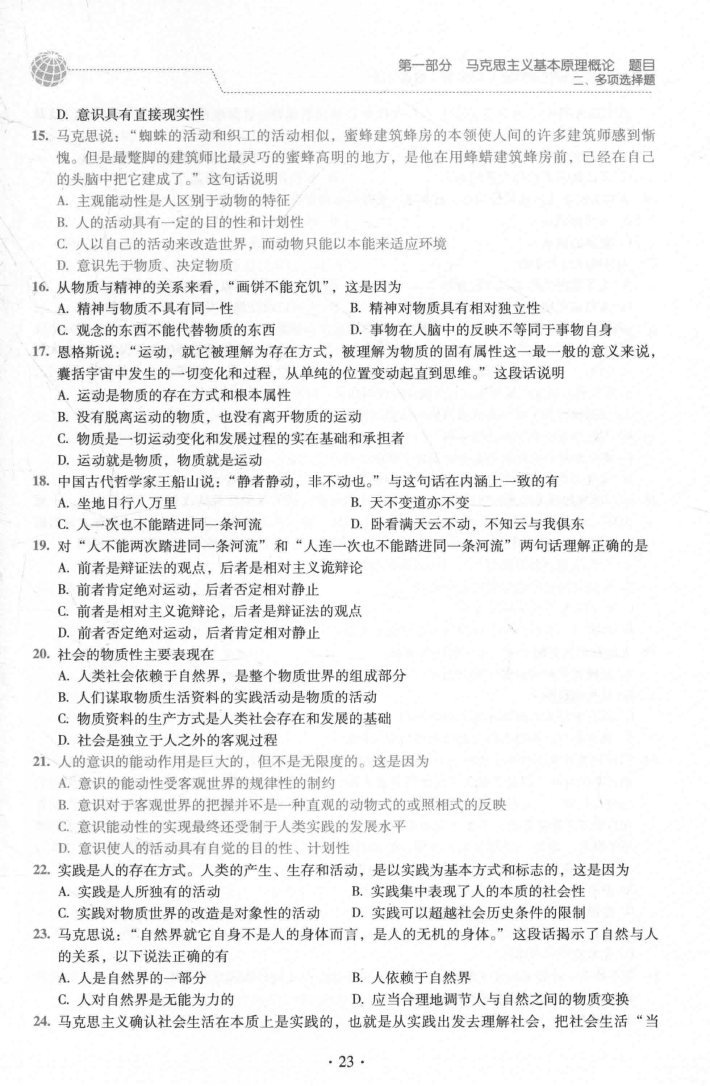 第一部分 马克思主义基本原理概论 题目
二、多项选择题
D. 意识具有直接现实性
15. 马克思说：“蜘蛛的活动和织工的活动相似，蜜蜂建筑蜂房的本领使人间的许多建筑师感到惭
愧。但是最蹩脚的建筑师比最灵巧的蜜蜂高明的地方，是他在用蜂蜡建筑蜂房前，已经在自己
的头脑中把它建成了。”这句话说明
A. 主观能动性是人区别于动物的特征
B. 人的活动具有一定的目的性和计划性
C. 人以自己的活动来改造世界，而动物只能以本能来适应环境
D. 意识先于物质、决定物质
16. 从物质与精神的关系来看，“画饼不能充饥”，这是因为
A. 精神与物质不具有同一性 B. 精神对物质具有相对独立性
C. 观念的东西不能代替物质的东西 D. 事物在人脑中的反映不等同于事物自身
17. 恩格斯说：“运动，就它被理解为存在方式，被理解为物质的固有属性这一最一般的意义来说，
囊括宇宙中发生的一切变化和过程，从单纯的位置变动起直到思维。”这段话说明
A. 运动是物质的存在方式和根本属性
B. 没有脱离运动的物质，也没有离开物质的运动
C. 物质是一切运动变化和发展过程的实在基础和承担者
D. 运动就是物质，物质就是运动
18. 中国古代哲学家王船山说：“静者静动，非不动也。”与这句话在内涵上一致的有
A. 坐地日行八万里 B. 天不变道亦不变
C. 人一次也不能踏进同一条河流 D. 卧看满天云不动，不知云与我俱东
19. 对“人不能两次踏进同一条河流”和“人连一次也不能踏进同一条河流”两句话理解正确的是
A. 前者是辩证法的观点，后者是相对主义诡辩论
B. 前者肯定绝对运动，后者否定相对静止
C. 前者是相对主义诡辩论，后者是辩证法的观点
D. 前者否定绝对运动，后者肯定相对静止
20. 社会的物质性主要表现在
A. 人类社会依赖于自然界，是整个物质世界的组成部分
B. 人们谋取物质生活资料的实践活动是物质的活动
C. 物质资料的生产方式是人类社会存在和发展的基础
D. 社会是独立于人之外的客观过程
21. 人的意识的能动作用是巨大的，但不是无限度的。这是因为
A. 意识的能动性受客观世界的规律性的制约
B. 意识对于客观世界的把握并不是一种直观的动物式的或照相式的反映
C. 意识能动性的实现最终还受制于人类实践的发展水平
D. 意识使人的活动具有自觉的目的性、计划性
22. 实践是人的存在方式。人类的产生、生存和活动，是以实践为基本方式和标志的，这是因为
A. 实践是人所独有的活动 B. 实践集中表现了人的本质的社会性
C. 实践对物质世界的改造是对象性的活动 D. 实践可以超越社会历史条件的限制
23. 马克思说：“自然界就它自身不是人的身体而言，是人的无机的身体。”这段话揭示了自然与人
的关系，以下说法正确的有
A. 人是自然界的一部分 B. 人依赖于自然界
C. 人对自然界是无能为力的 D. 应当合理地调节人与自然之间的物质变换
24. 马克思主义确认社会生活在本质上是实践的，也就是从实践出发去理解社会，把社会生活“当
· 23 ·